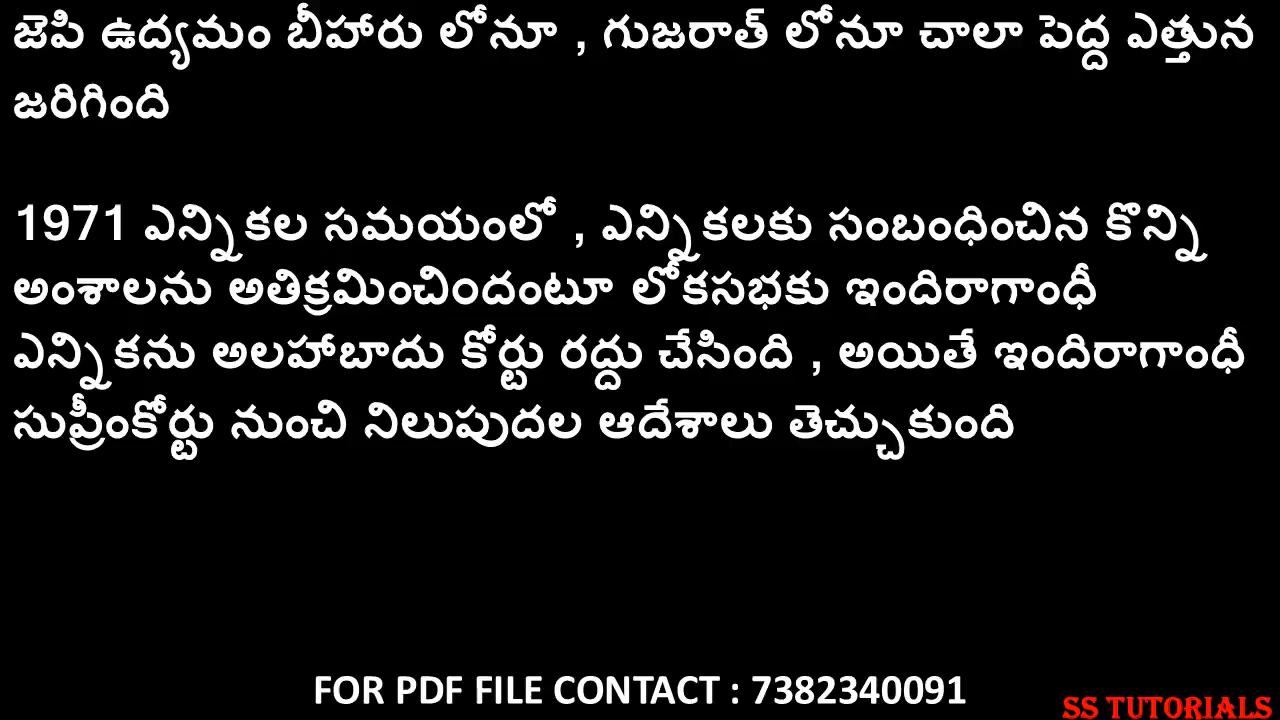 జెపి ఉద్యమం బీహారు లోనూ , గుజరాత్ లోనూ చాలా పెద్ద ఎత్తున
జరిగింది
1971 ఎన్నికల సమయంలో , ఎన్నికలకు సంబంధించిన కొన్ని
అంశాలను అతిక్రమించిందంటూ లోకసభకు ఇందిరాగాంధీ
ఎన్నికను అలహాబాదు కోర్టు రద్దు చేసింది , అయితే ఇందిరాగాంధీ
సుప్రీంకోర్టు నుంచి నిలుపుదల ఆదేశాలు తెచ్చుకుంది
FOR PDF FILE CONTACT : 7382340091
SS TUTORIALS